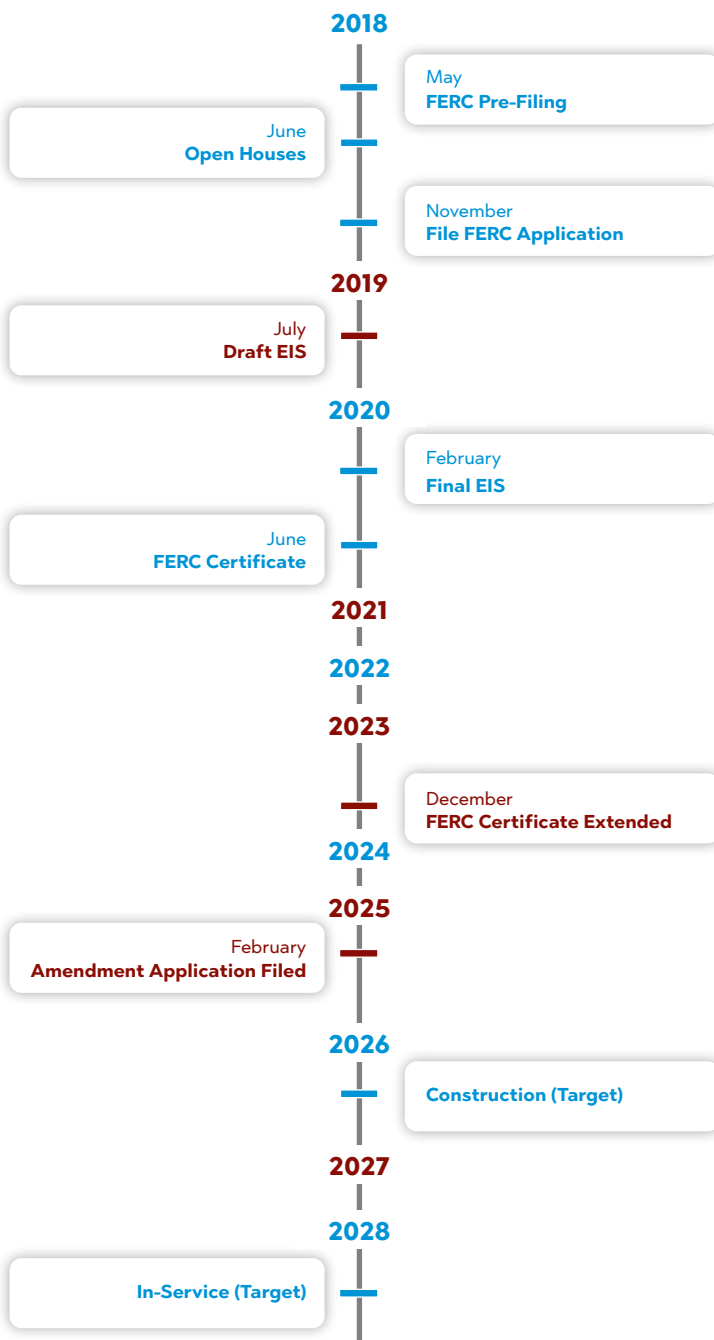 2018
May
FERC Pre-Filing
June
Open Houses
November
File FERC Application
2019
July
Draft EIS
2020
February
Final EIS
June
FERC Certificate
2021
2022
2023
December
FERC Certificate Extended
2024
2025
February
Amendment Application Filed
2026
Construction (Target)
2027
2028
In-Service (Target)